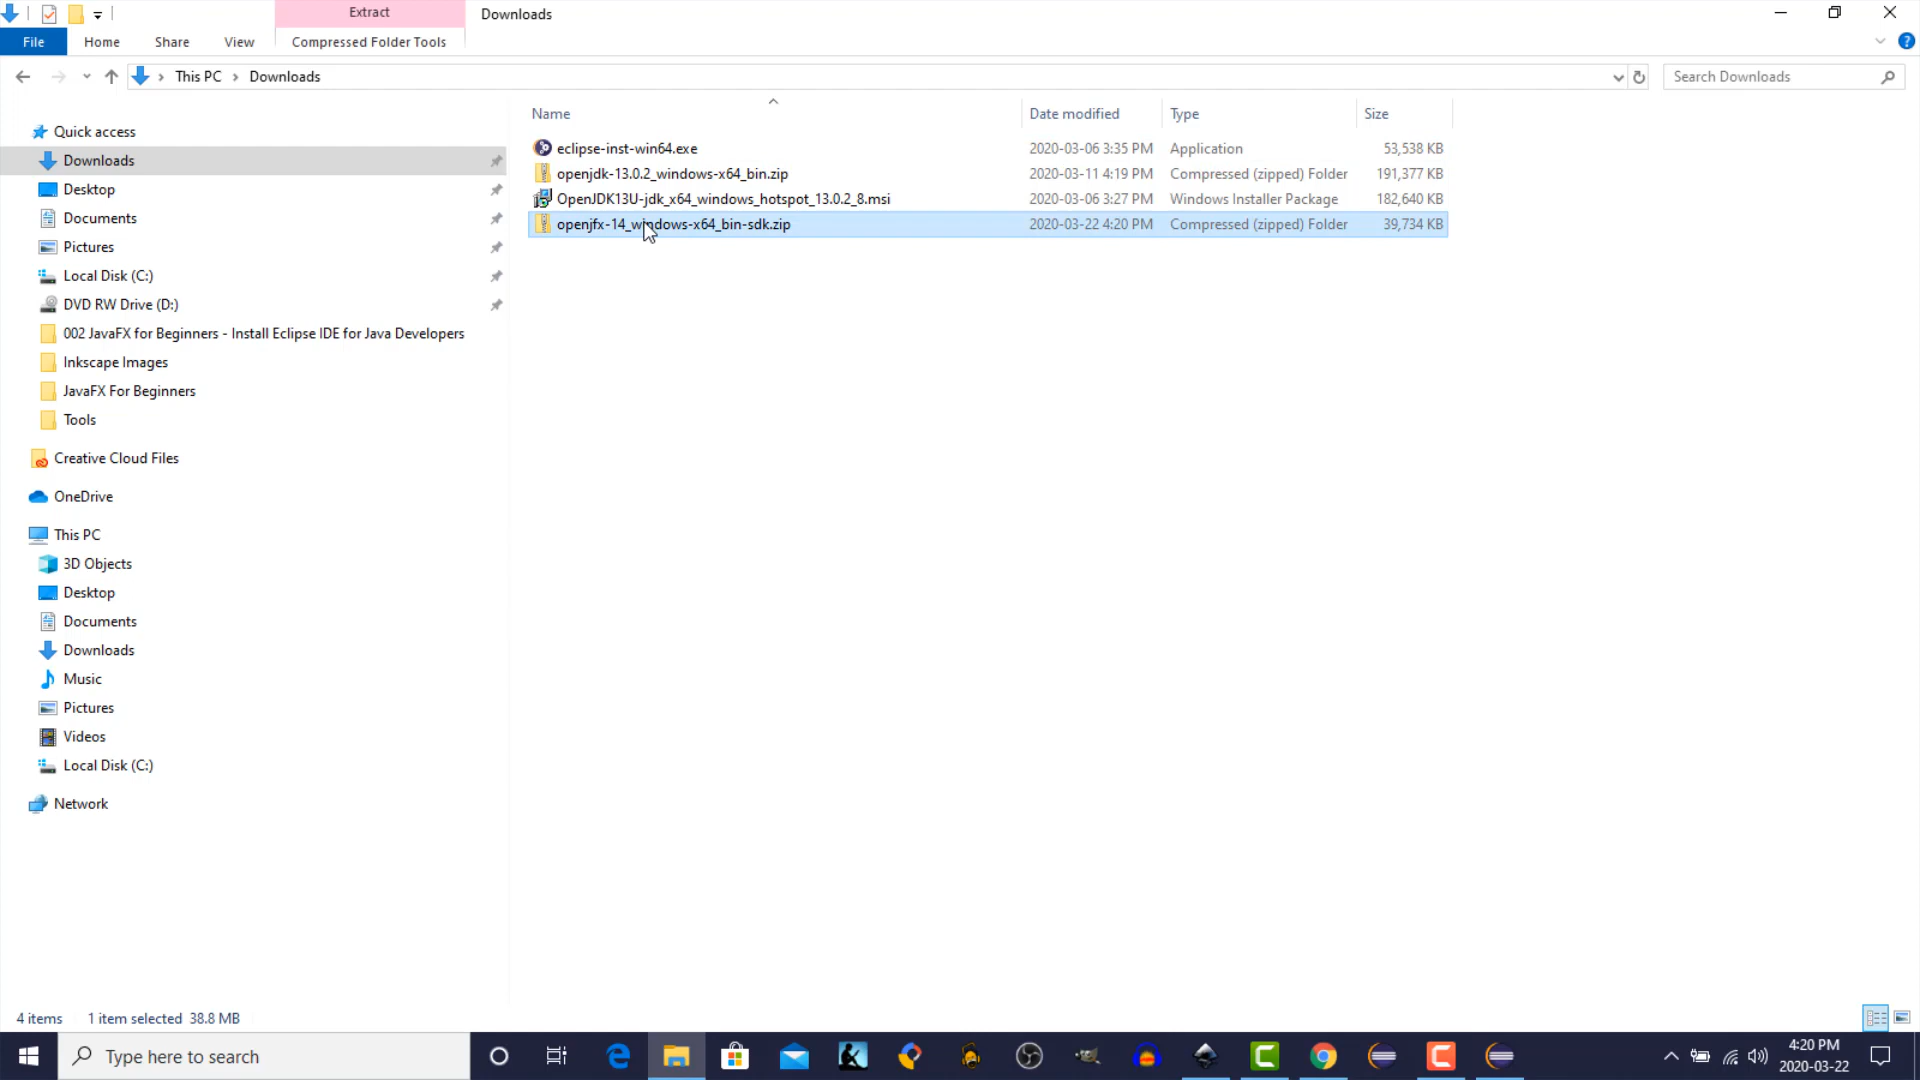 Extract
Downloads
File
Home
Share
View
Compressed Folder Tools
?
This PC
Downloads
Search Downloads
Name
Date modified
Type
Size
eclipse-inst-win64.exe
2020-03-06 3:35 PM
Application
53,538 KB
openjdk-13.0.2_windows-x64_bin.zip
2020-03-11 4:19 PM
Compressed (zipped) Folder
191,377 KB
OpenJDK13U-jdk_x64_windows_hotspot_13.0.2_8.msi
2020-03-06 3:27 PM
Windows Installer Package
182,640 KB
openjfx-14_windows-x64_bin-sdk.zip
2020-03-22 4:20 PM
Compressed (zipped) Folder
39,734 KB
Quick access
Downloads
Desktop
Documents
Pictures
Local Disk (C:)
DVD RW Drive (D:)
002 JavaFX for Beginners - Install Eclipse IDE for Java Developers
Inkscape Images
JavaFX For Beginners
Tools
Creative Cloud Files
OneDrive
This PC
3D Objects
Desktop
Documents
Downloads
Music
Pictures
Videos
Local Disk (C:)
Network
4 items
1 item selected 38.8 MB
Type here to search
4:20 PM
2020-03-22